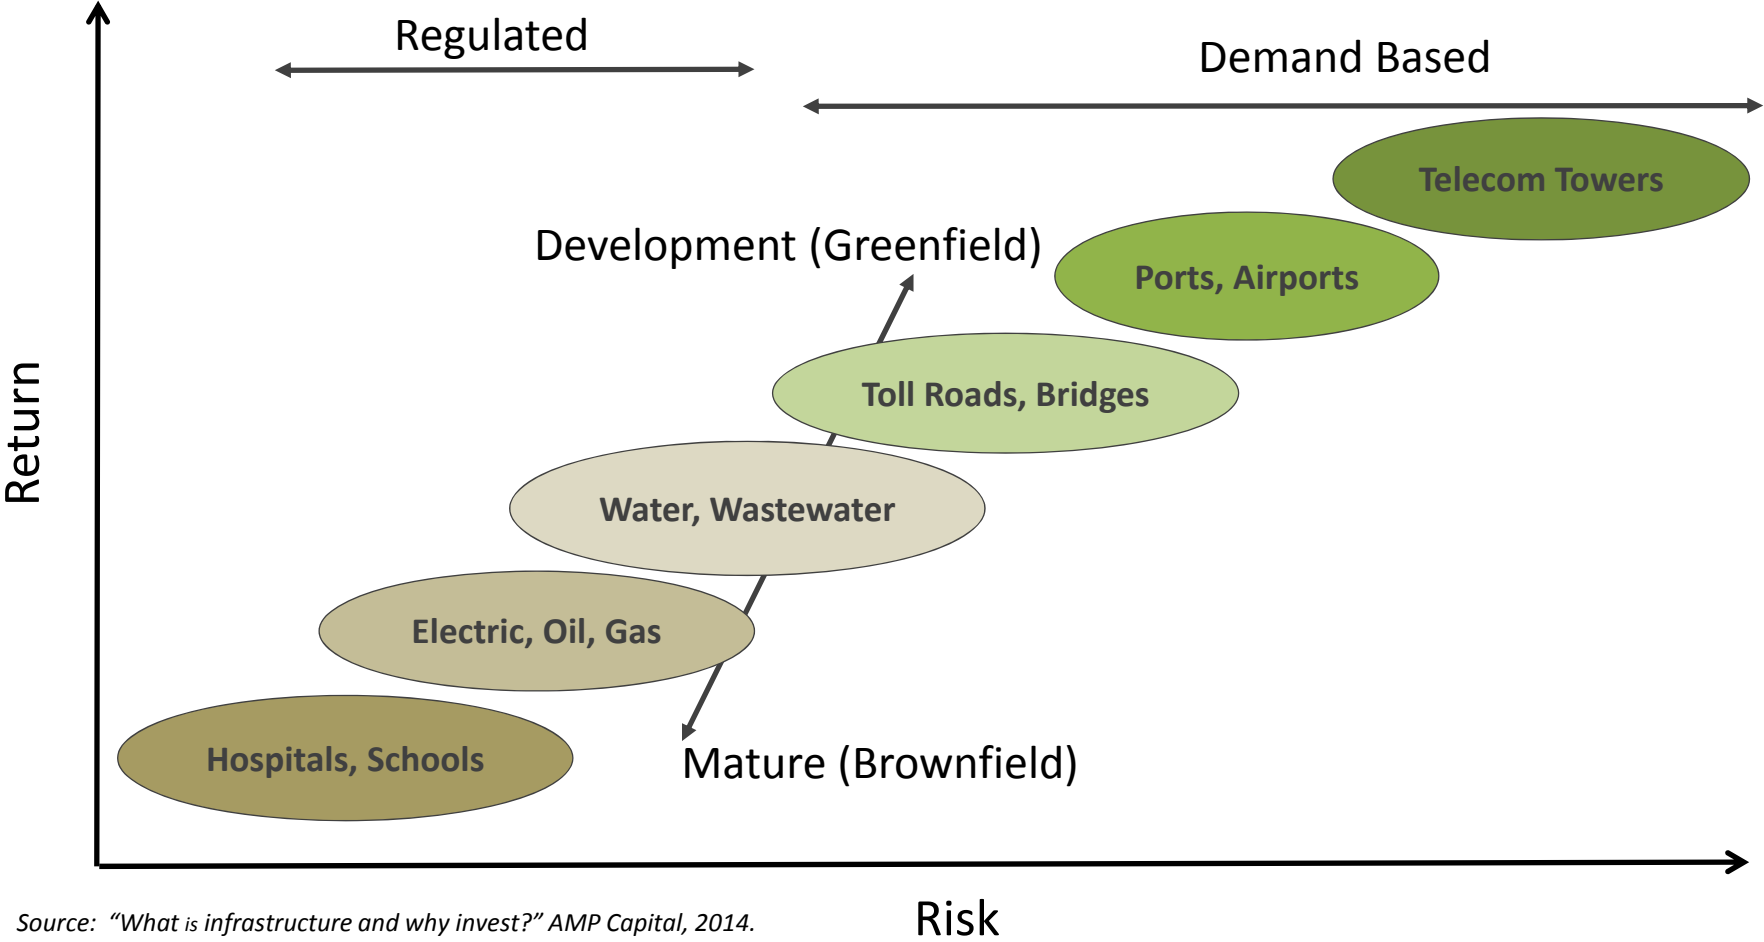 Regulated
Demand Based
Telecom Towers
Development (Greenfield)
Ports, Airports
Toll Roads, Bridges
Return
Water, Wastewater
Electric, Oil, Gas
Hospitals, Schools
Mature (Brownfield)
Risk
Source: “What is infrastructure and why invest?” AMP Capital, 2014.